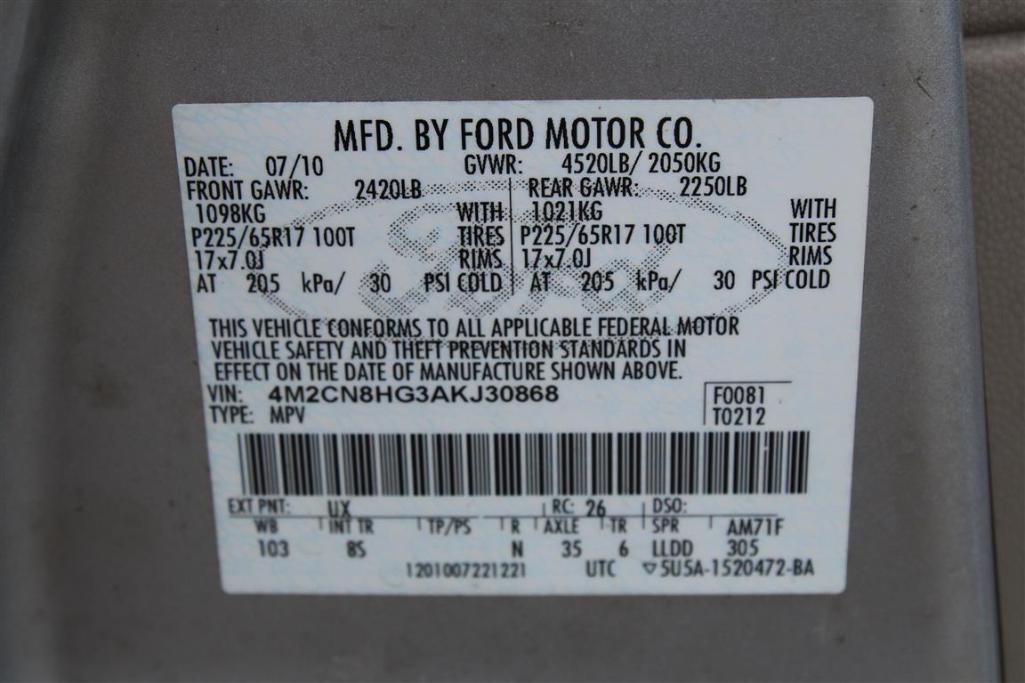 MFD. BY FORD MOTOR CO.
DATE: 07/10 GVWR: 4520LB/ 2050KG
FRONT GAWR: 2420LB REAR GAWR: 2250LB
1098KG WITH 1021KG WITH
P225/65R17 100T TIRES P225/65R17 100T TIRES
17x7.0J RIMS 17x7.0J RIMS
AT 205 kPa/ 30 PSI COLD AT 205 kPa/ 30 PSI COLD
Ford
THIS VEHICLE CONFORMS TO ALL APPLICABLE FEDERAL MOTOR
VEHICLE SAFETY AND THEFT PREVENTION STANDARDS IN
EFFECT ON THE DATE OF MANUFACTURE SHOWN ABOVE.
VIN: 4M2CN8HG3AKJ30868 F0081
TYPE: MPV T0212
EXT PNT: UX RC: 26 DSO:
WB INT TR TP/PS R AXLE TR SPR AM71F
103 8S N 35 6 LLDD 305
1201007221221 UTC ▽5U5A-1520472-BA